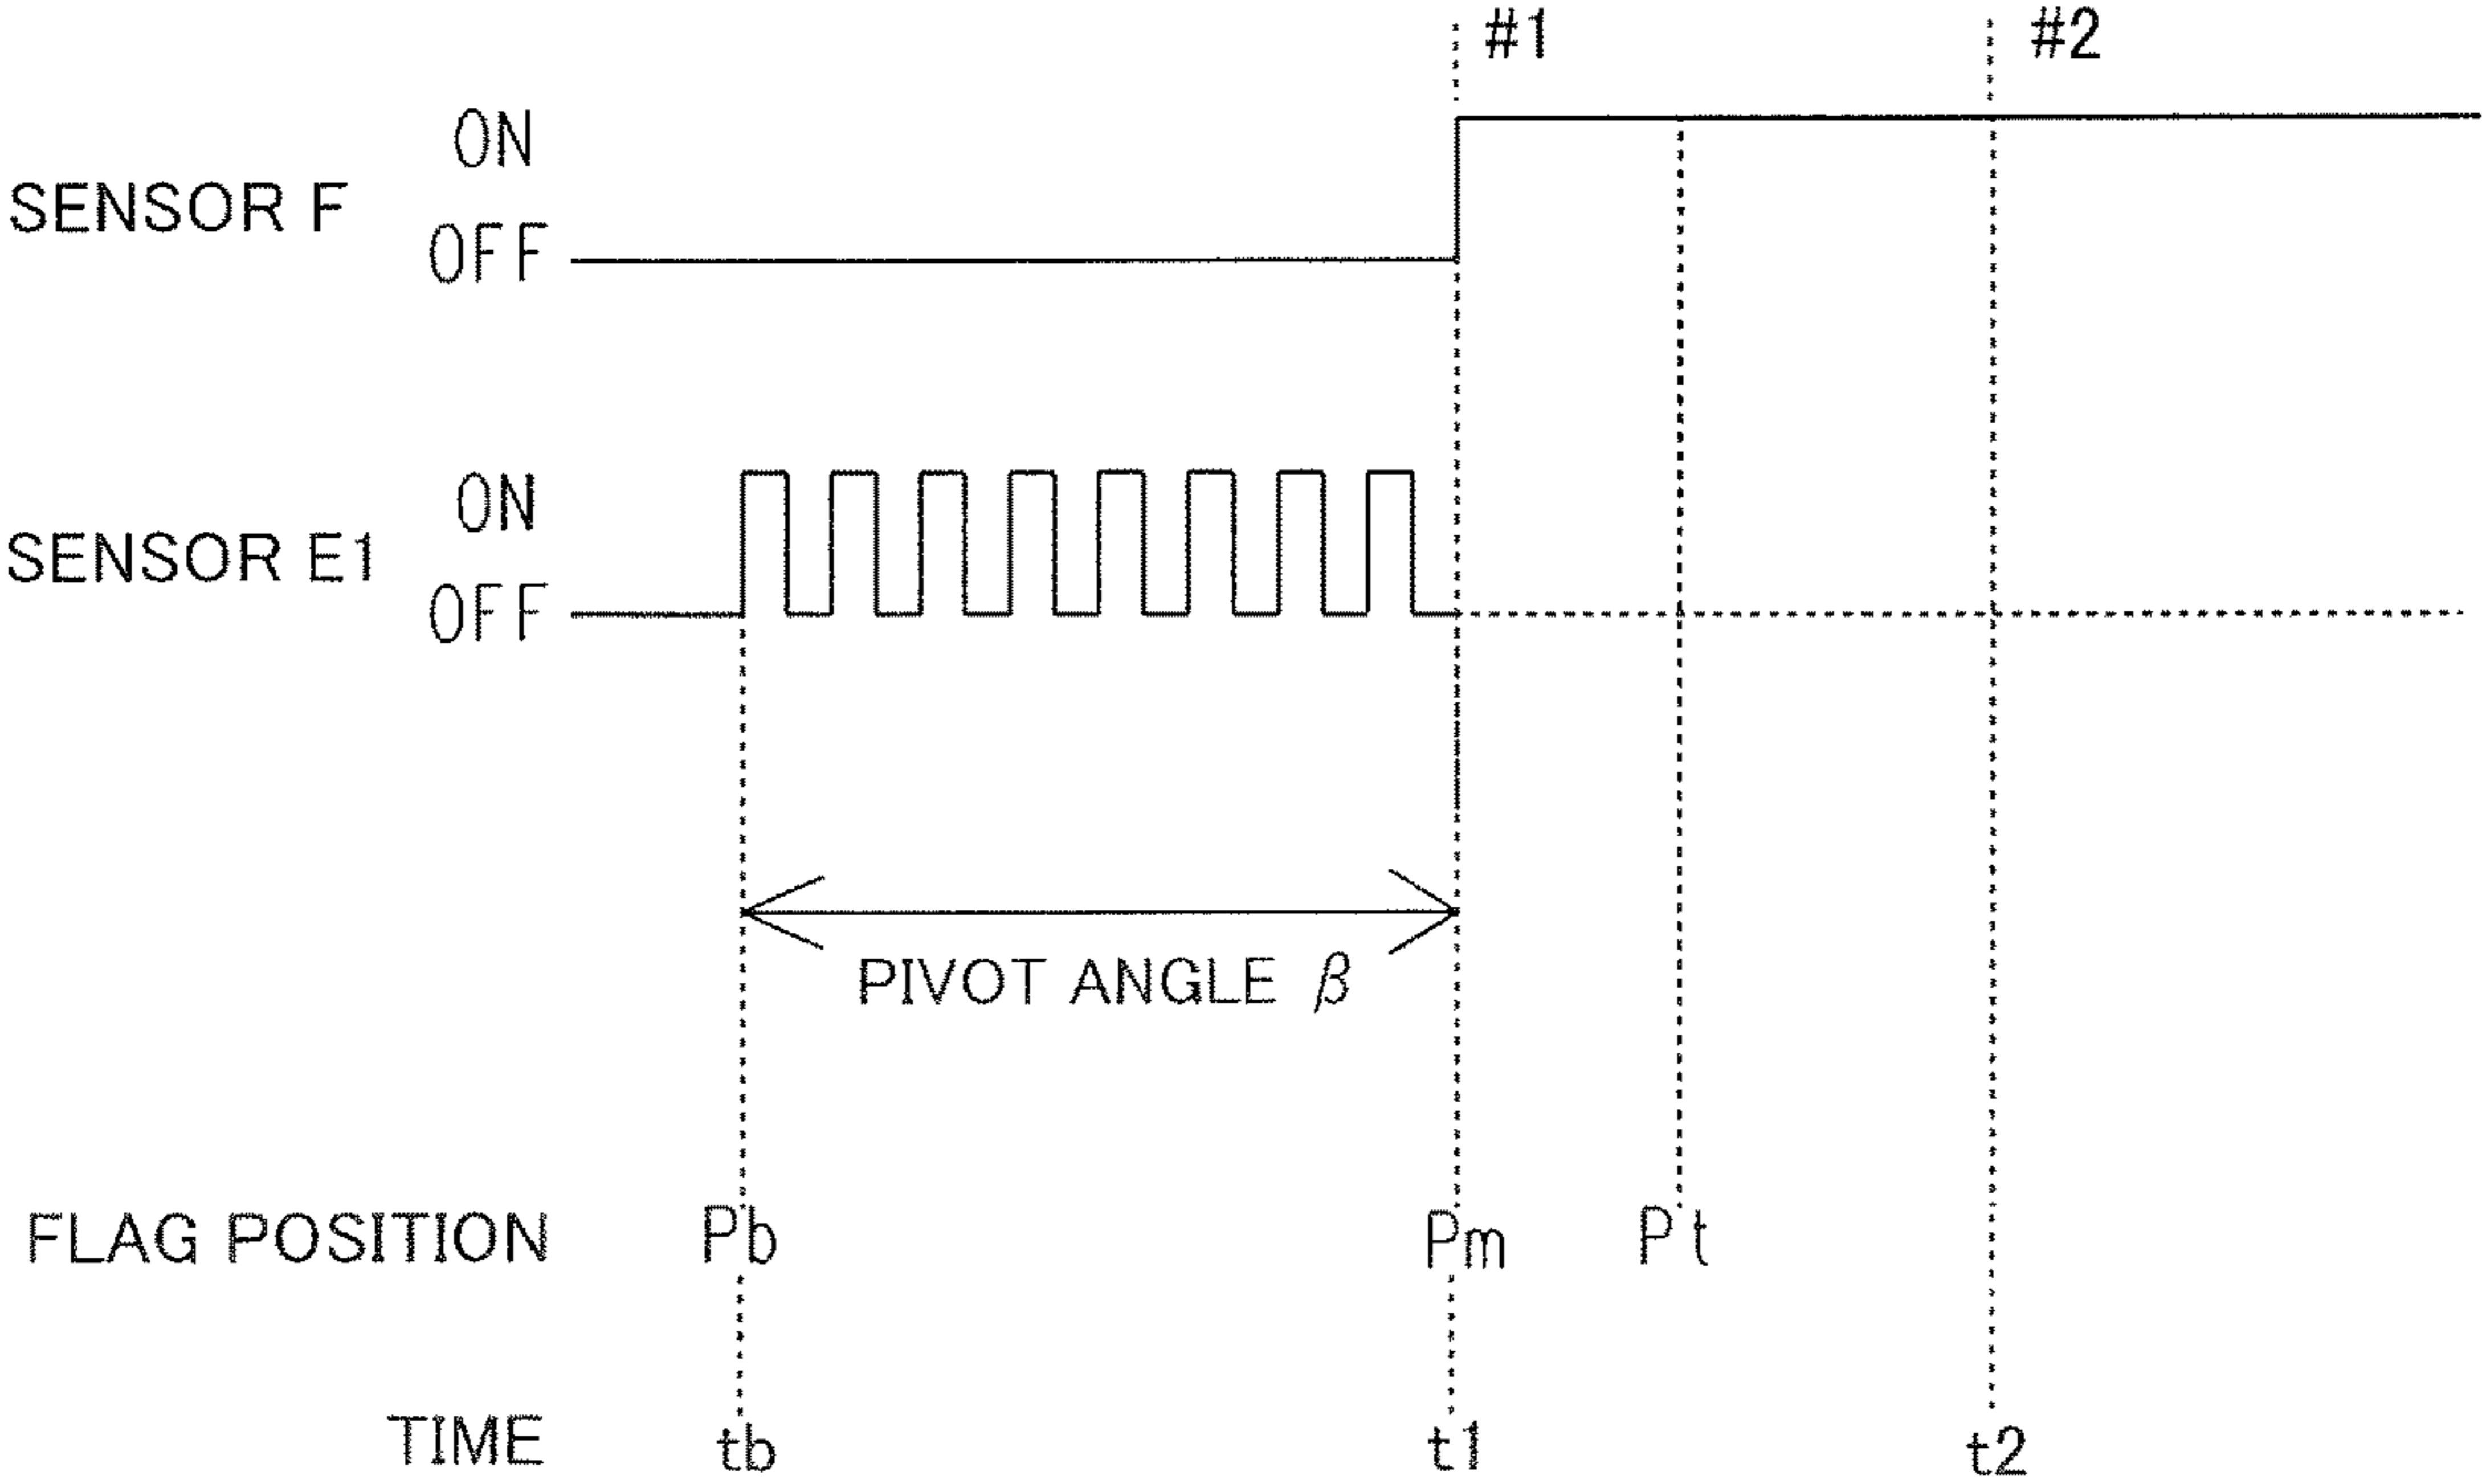 #1 #2
ON
SENSOR F
OFF
ON
SENSOR E1
OFF
PIVOT ANGLE β
FLAG POSITION Pb Pm Pt
TIME tb t1 t2